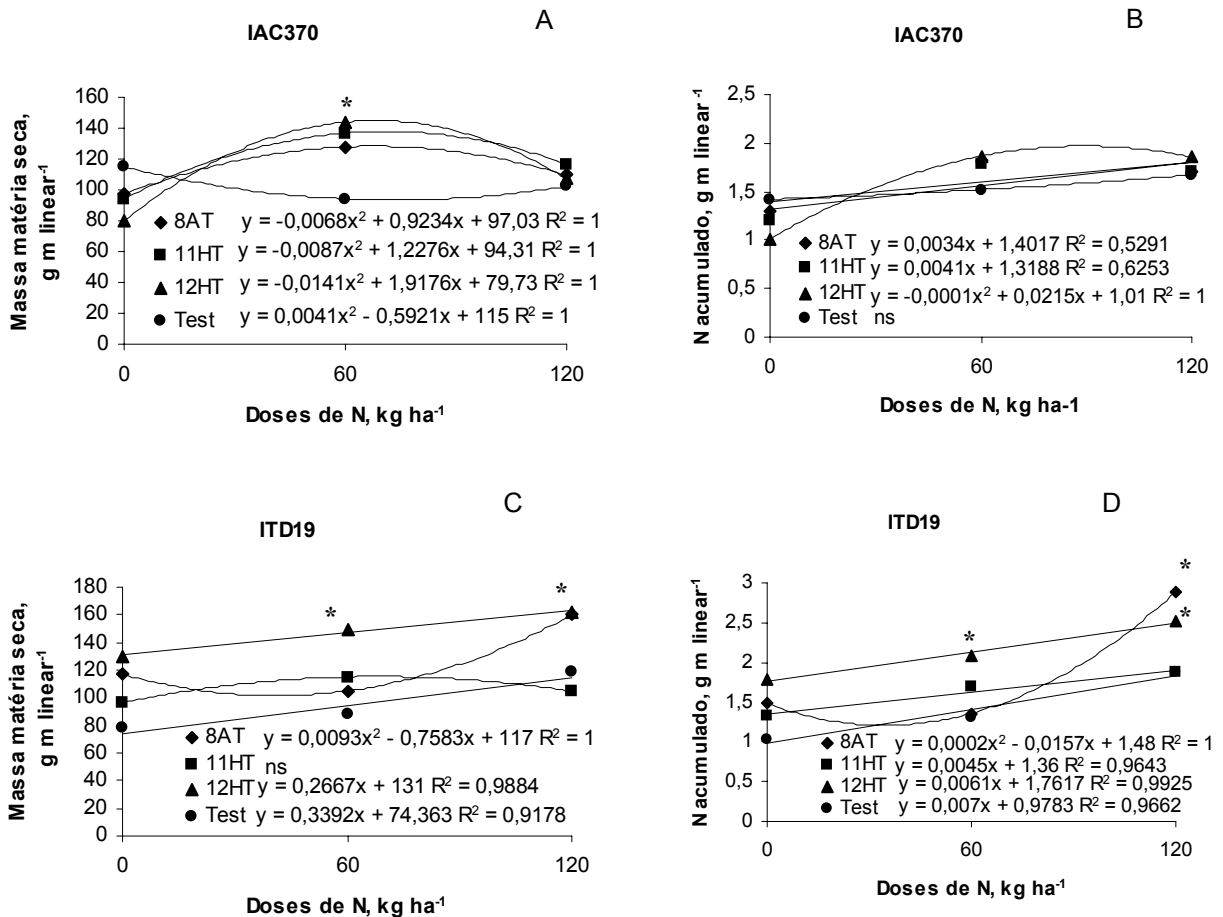 A
IAC370
Massa matéria seca,
g m linear-1
160
140
120
100
80
60
40
20
0
*
8AT y = -0,0068x2 + 0,9234x + 97,03 R2 = 1
11HT y = -0,0087x2 + 1,2276x + 94,31 R2 = 1
12HT y = -0,0141x2 + 1,9176x + 79,73 R2 = 1
Test y = 0,0041x2 - 0,5921x + 115 R2 = 1
0 60 120
Doses de N, kg ha-1
B
IAC370
N acumulado, g m linear-1
2,5
2
1,5
1
0,5
0
8AT y = 0,0034x + 1,4017 R2 = 0,5291
11HT y = 0,0041x + 1,3188 R2 = 0,6253
12HT y = -0,0001x2 + 0,0215x + 1,01 R2 = 1
Test ns
0 60 120
Doses de N, kg ha-1
C
ITD19
Massa matéria seca,
g m linear-1
180
160
140
120
100
80
60
40
20
0
* *
8AT y = 0,0093x2 - 0,7583x + 117 R2 = 1
11HT ns
12HT y = 0,2667x + 131 R2 = 0,9884
Test y = 0,3392x + 74,363 R2 = 0,9178
0 60 120
Doses de N, kg ha-1
D
ITD19
N acumulado, g m linear-1
3
2,5
2
1,5
1
0,5
0
*
*
*
8AT y = 0,0002x2 - 0,0157x + 1,48 R2 = 1
11HT y = 0,0045x + 1,36 R2 = 0,9643
12HT y = 0,0061x + 1,7617 R2 = 0,9925
Test y = 0,007x + 0,9783 R2 = 0,9662
0 60 120
Doses de N, kg ha-1